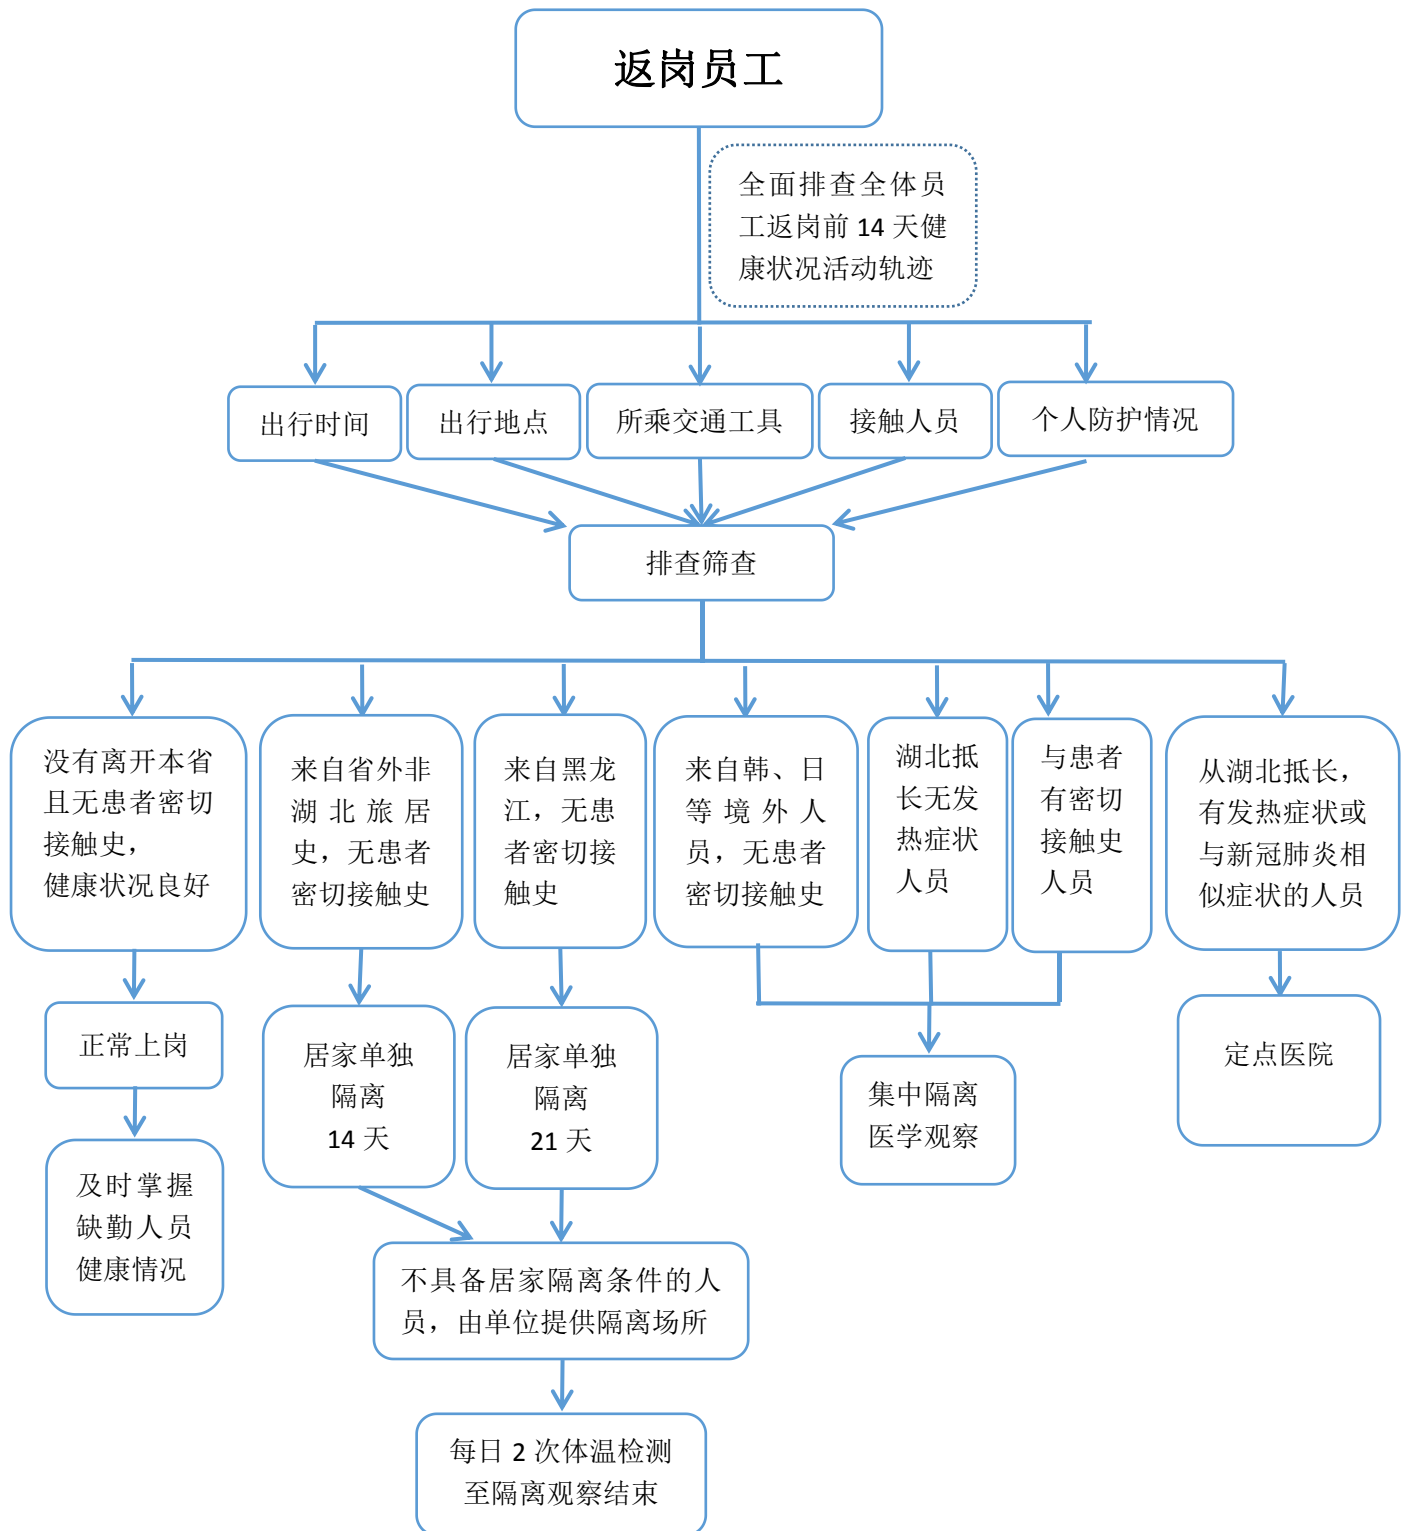 返岗员工
全面排查全体员
工返岗前 14 天健
康状况活动轨迹
出行时间
出行地点
所乘交通工具
接触人员
个人防护情况
排查筛查
没有离开本省
且无患者密切
接触史，
健康状况良好
来自省外非
湖北旅居
史，无患者
密切接触史
来自黑龙
江，无患
者密切接
触史
来自韩、日
等境外人
员，无患者
密切接触史
湖北抵
长无发
热症状
人员
与患者
有密切
接触史
人员
从湖北抵长，
有发热症状或
与新冠肺炎相
似症状的人员
正常上岗
居家单独
隔离
14 天
居家单独
隔离
21 天
集中隔离
医学观察
定点医院
及时掌握
缺勤人员
健康情况
不具备居家隔离条件的人
员，由单位提供隔离场所
每日 2 次体温检测
至隔离观察结束